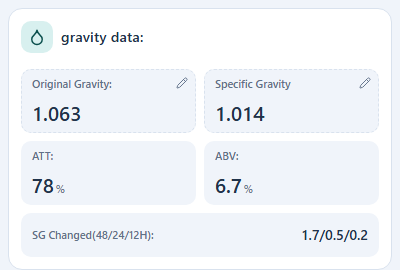 gravity data:
Original Gravity:
Specific Gravity
1.063
1.014
ATT:
ABV:
78%
6.7%
SG Changed(48/24/12H):
1.7/0.5/0.2